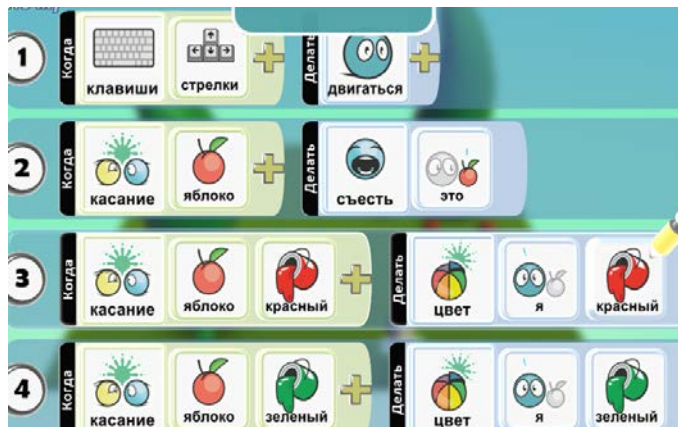 1 Когда клавиши стрелки Делать двигаться
2 Когда касание яблоко Делать съесть это
3 Когда касание яблоко красный Делать цвет я красный
4 Когда касание яблоко зеленый Делать цвет я зеленый